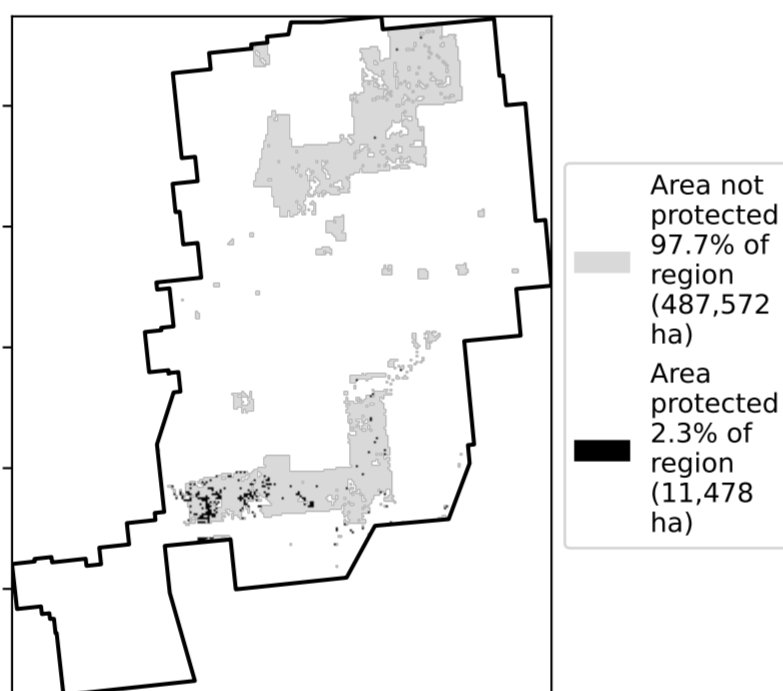 Area not
protected
97.7% of
region
(487,572
ha)
Area
protected
2.3% of
region
(11,478
ha)